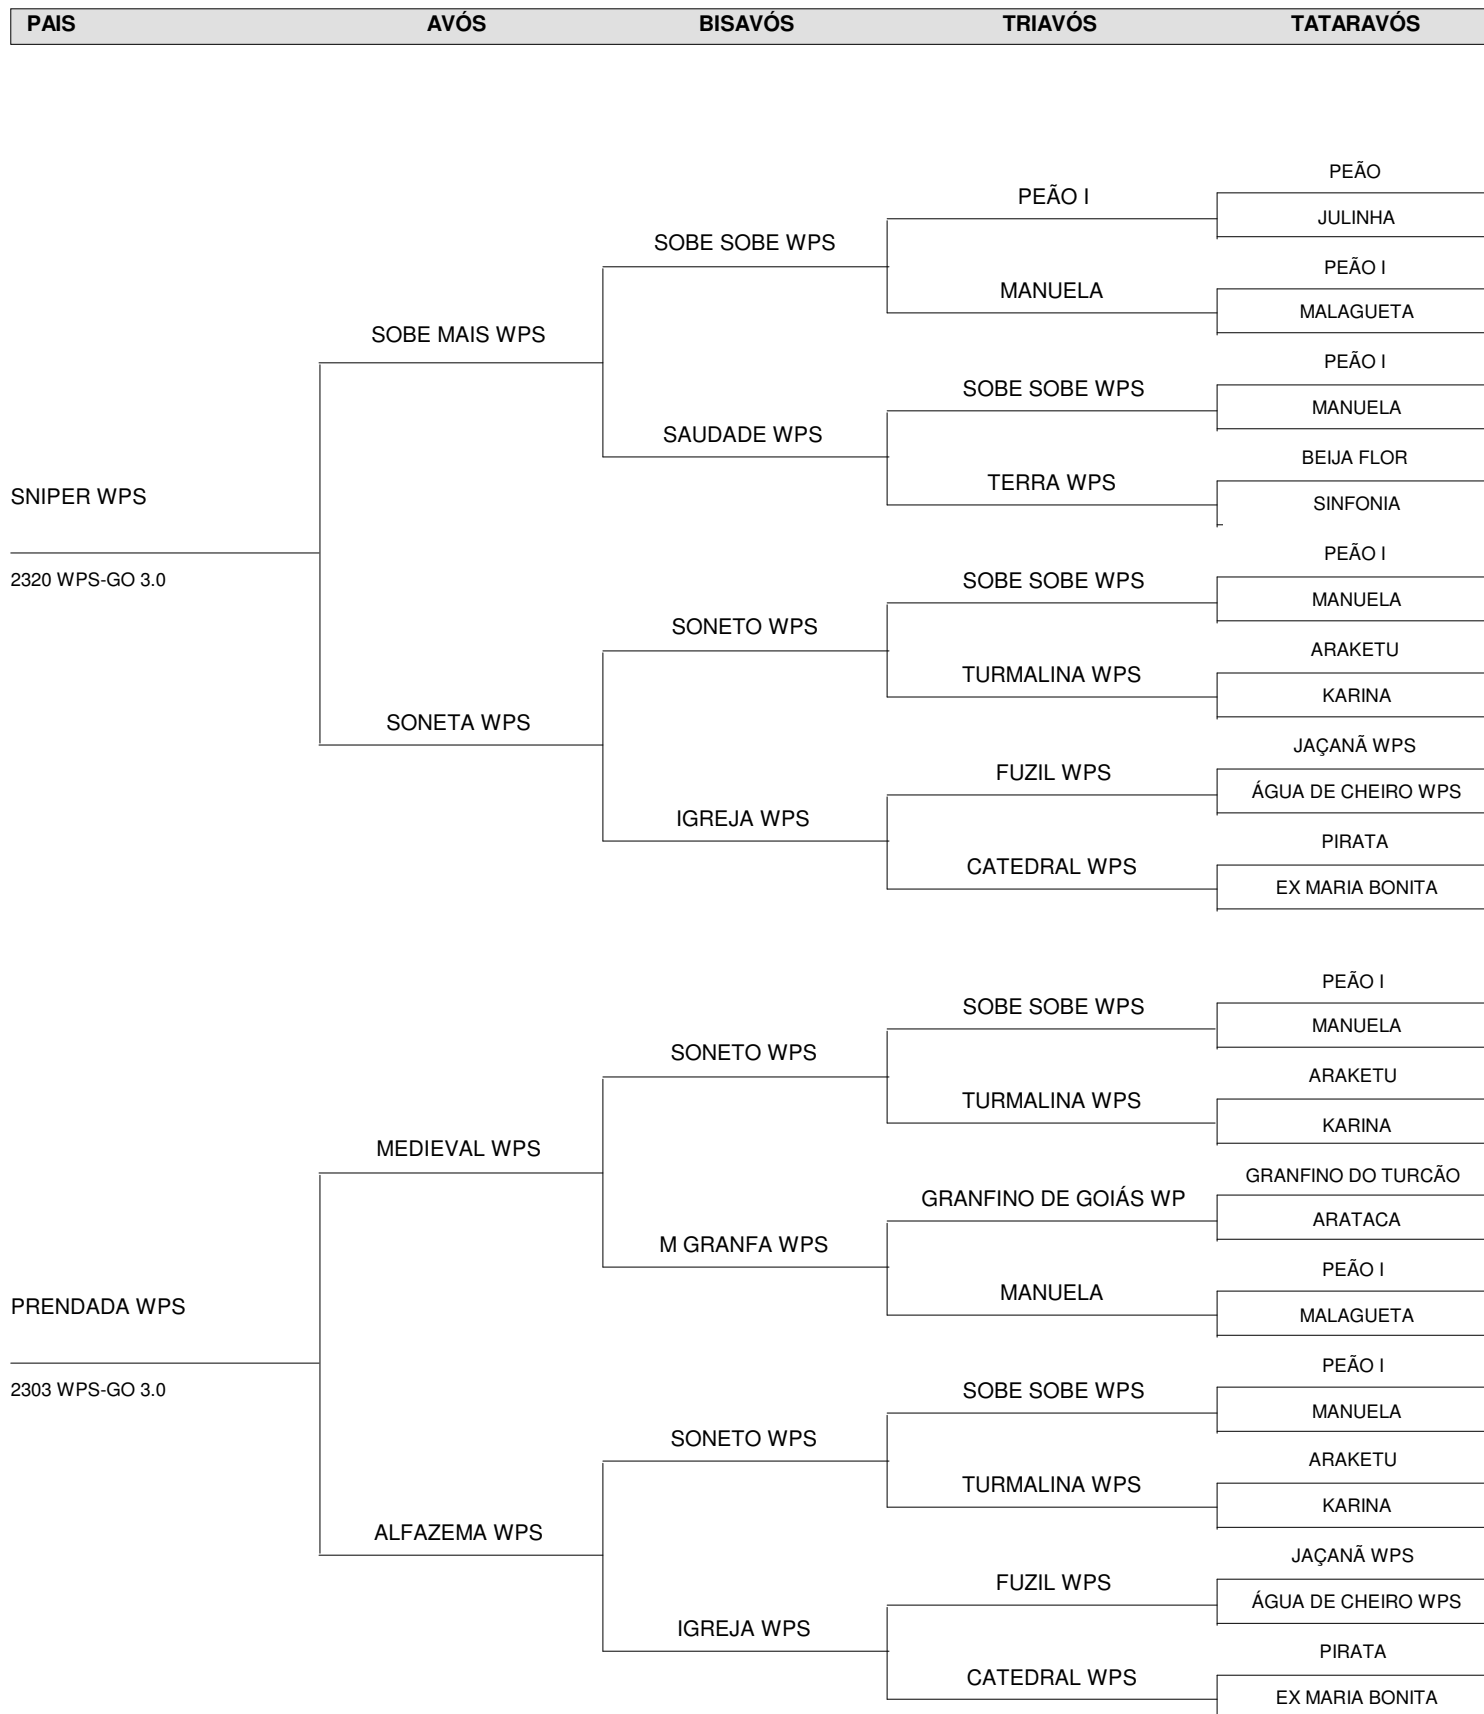 PAIS AVÓS BISAVÓS TRIAVÓS TATARAVÓS
PEÃO
PEÃO I
JULINHA
SOBE SOBE WPS
PEÃO I
MANUELA
MALAGUETA
SOBE MAIS WPS
PEÃO I
SOBE SOBE WPS
MANUELA
SAUDADE WPS
BEIJA FLOR
TERRA WPS
SNIPER WPS
SINFONIA
PEÃO I
2320 WPS-GO 3.0
SOBE SOBE WPS
MANUELA
SONETO WPS
ARAKETU
TURMALINA WPS
KARINA
SONETA WPS
JAÇANÃ WPS
FUZIL WPS
ÁGUA DE CHEIRO WPS
IGREJA WPS
PIRATA
CATEDRAL WPS
EX MARIA BONITA
PEÃO I
SOBE SOBE WPS
MANUELA
SONETO WPS
ARAKETU
TURMALINA WPS
KARINA
MEDIEVAL WPS
GRANFINO DO TURCÃO
GRANFINO DE GOIÁS WP
ARATACA
M GRANFA WPS
PEÃO I
MANUELA
PRENDADA WPS
MALAGUETA
PEÃO I
2303 WPS-GO 3.0
SOBE SOBE WPS
MANUELA
SONETO WPS
ARAKETU
TURMALINA WPS
KARINA
ALFAZEMA WPS
JAÇANÃ WPS
FUZIL WPS
ÁGUA DE CHEIRO WPS
IGREJA WPS
PIRATA
CATEDRAL WPS
EX MARIA BONITA